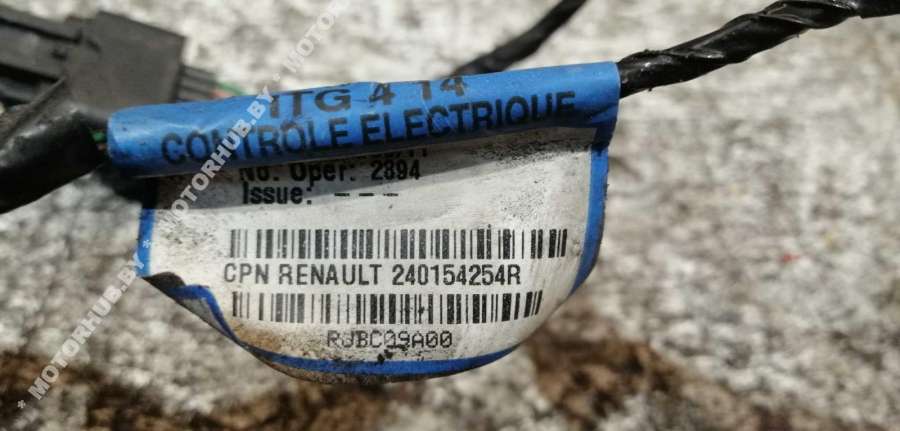 ITG 4 14
CONTROLE ELECTRIQUE
No. Oper: 2894
Issue: ---
CPN RENAULT 240154254R
RJBC09A00
* MOTORHUB.BY * MOTORHUB.BY * MOTORHUB.BY